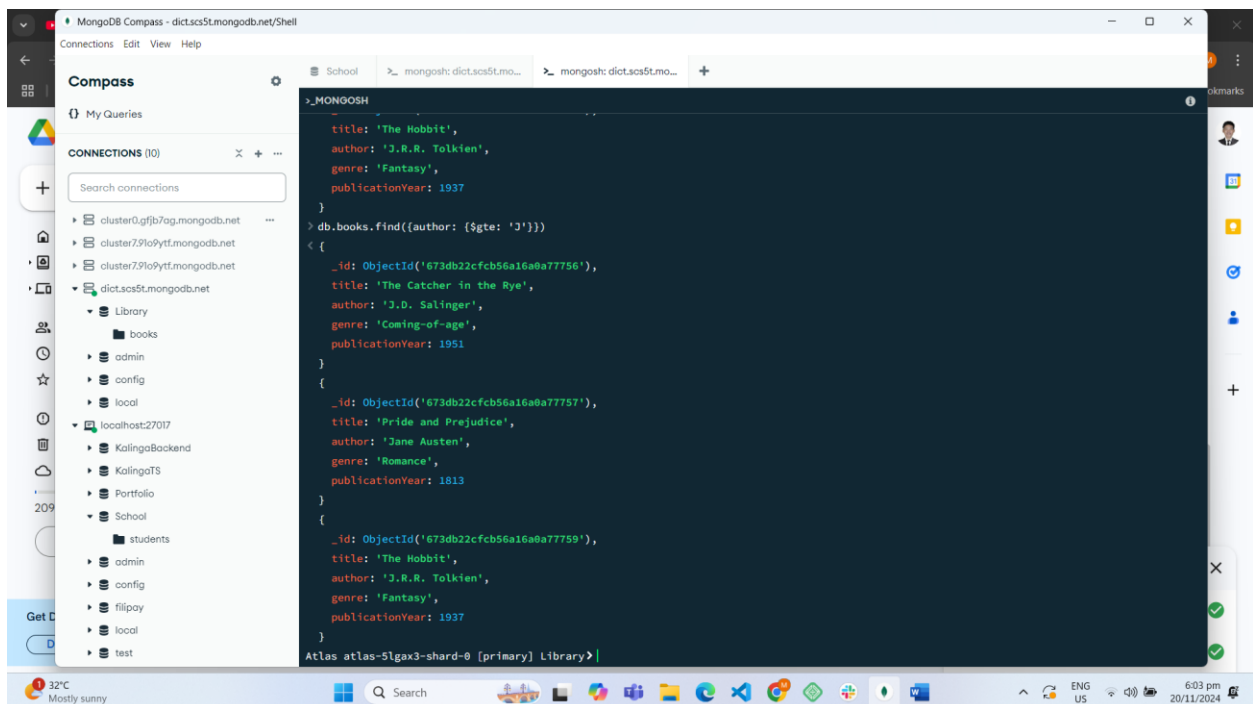 MongoDB Compass - dict.scs5t.mongodb.net/Shell
Connections Edit View Help
Compass
{} My Queries
CONNECTIONS (10)
Search connections
cluster0.gfjb7ag.mongodb.net
cluster7.91o9ytf.mongodb.net
cluster7.91o9ytf.mongodb.net
dict.scs5t.mongodb.net
Library
books
admin
config
local
localhost:27017
KalingaBackend
KalingaTS
Portfolio
School
students
admin
config
filipay
local
test
School >_ mongosh: dict.scs5t.mo... >_ mongosh: dict.scs5t.mo... +
>_MONGOSH
title: 'The Hobbit',
author: 'J.R.R. Tolkien',
genre: 'Fantasy',
publicationYear: 1937
}
> db.books.find({author: {$gte: 'J'}})
< {
_id: ObjectId('673db22cfcb56a16a0a77756'),
title: 'The Catcher in the Rye',
author: 'J.D. Salinger',
genre: 'Coming-of-age',
publicationYear: 1951
}
{
_id: ObjectId('673db22cfcb56a16a0a77757'),
title: 'Pride and Prejudice',
author: 'Jane Austen',
genre: 'Romance',
publicationYear: 1813
}
{
_id: ObjectId('673db22cfcb56a16a0a77759'),
title: 'The Hobbit',
author: 'J.R.R. Tolkien',
genre: 'Fantasy',
publicationYear: 1937
}
Atlas atlas-5lgax3-shard-0 [primary] Library>
okmarks
31
209
Get D
D
1
32°C
Mostly sunny
Search
ENG
US
6:03 pm
20/11/2024